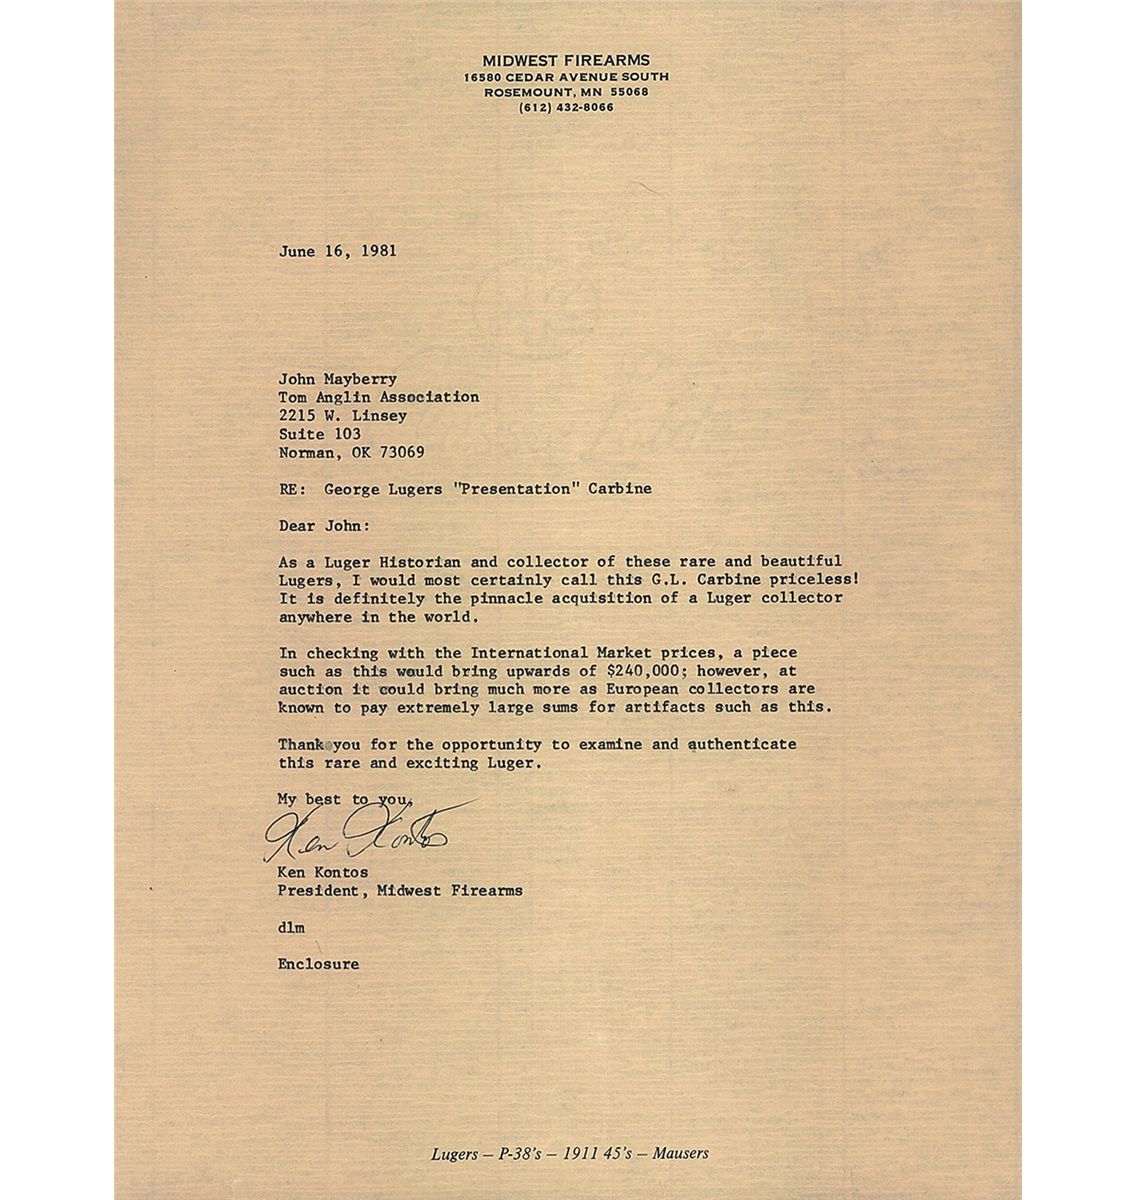 MIDWEST FIREARMS
16580 CEDAR AVENUE SOUTH
ROSEMOUNT, MN 55068
(612) 432-8066
June 16, 1981
John Mayberry
Tom Anglin Association
2215 W. Linsey
Suite 103
Norman, OK 73069
RE: George Lugers "Presentation" Carbine
Dear John:
As a Luger Historian and collector of these rare and beautiful
Lugers, I would most certainly call this G.L. Carbine priceless!
It is definitely the pinnacle acquisition of a Luger collector
anywhere in the world.
In checking with the International Market prices, a piece
such as this would bring upwards of $240,000; however, at
auction it could bring much more as European collectors are
known to pay extremely large sums for artifacts such as this.
Thank you for the opportunity to examine and authenticate
this rare and exciting Luger.
My best to you,
Ken Kontos
Ken Kontos
President, Midwest Firearms
dlm
Enclosure
Lugers – P-38's – 1911 45's – Mausers